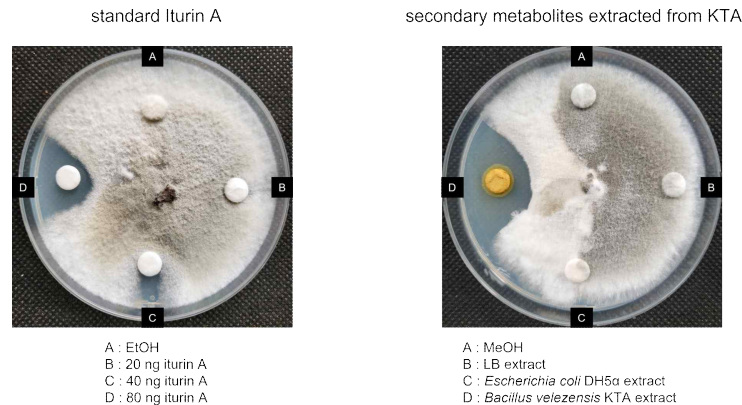 standard Iturin A
secondary metabolites extracted from KTA
A
B
C
D
A : EtOH
B : 20 ng iturin A
C : 40 ng iturin A
D : 80 ng iturin A
A
B
C
D
A : MeOH
B : LB extract
C : Escherichia coli DH5α extract
D : Bacillus velezensis KTA extract